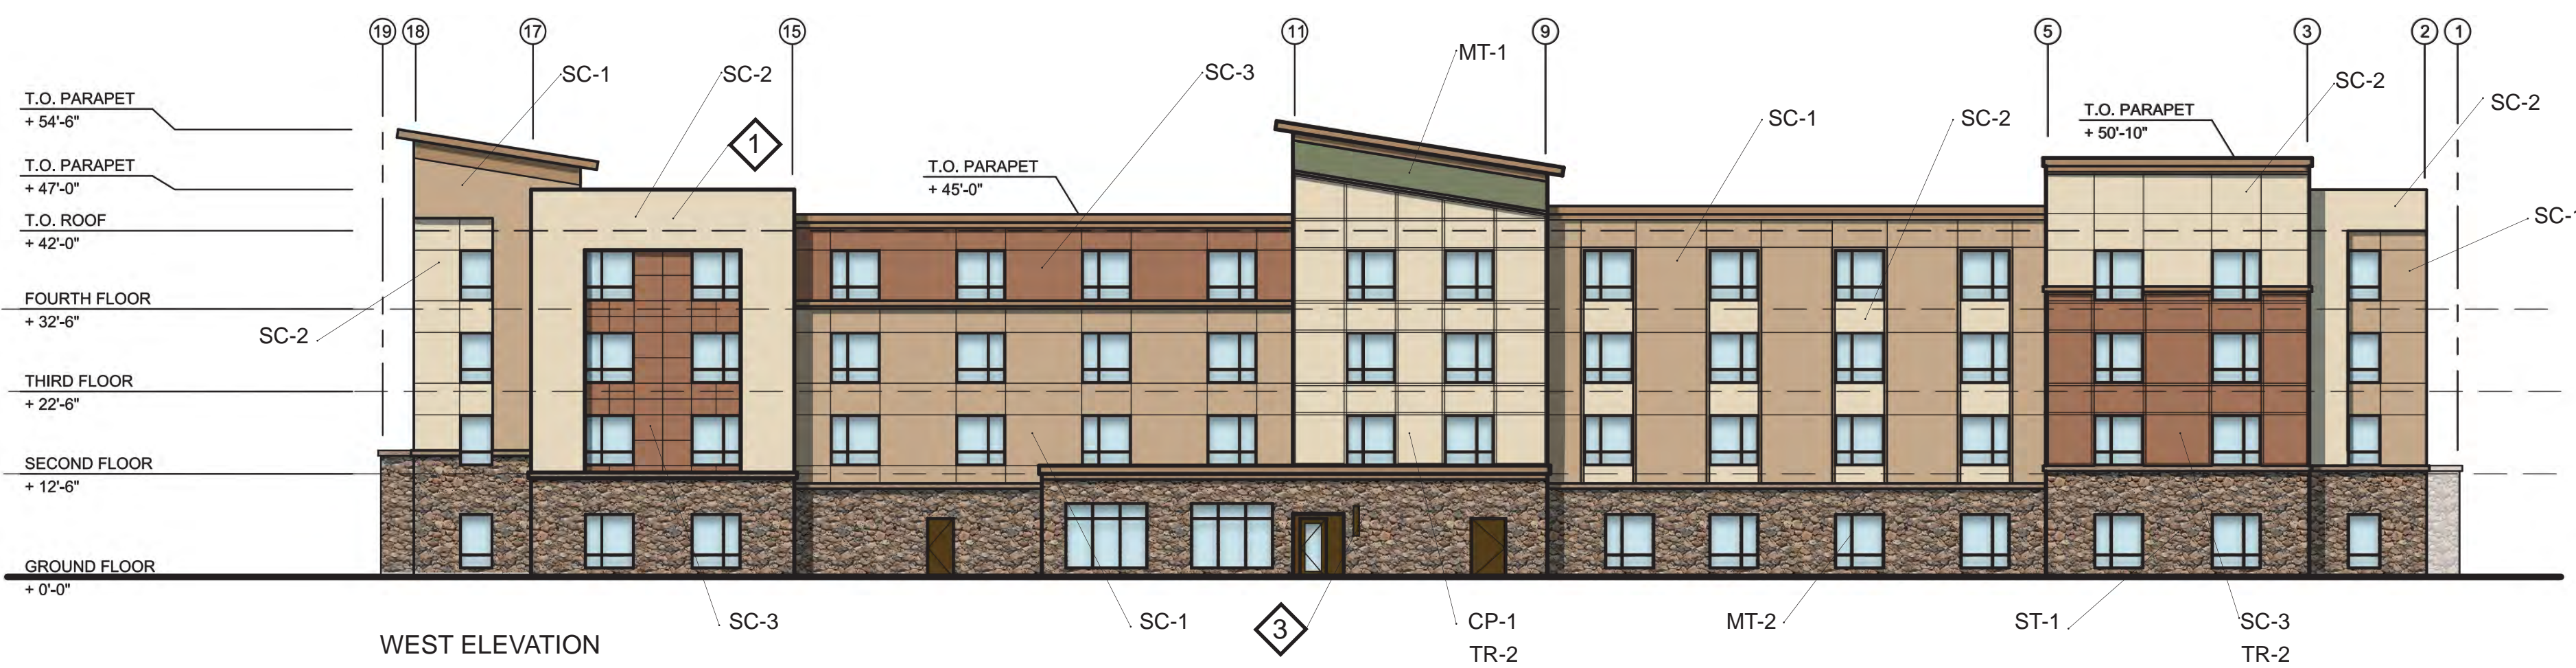 19 18 17 15 11 9 5 3 2 1
MT-1
SC-1 SC-2 SC-3 SC-2
T.O. PARAPET
+ 54'-6"
SC-2
T.O. PARAPET
+ 50'-10"
SC-1 SC-2
1
T.O. PARAPET
+ 47'-0"
T.O. PARAPET
+ 45'-0"
T.O. ROOF
+ 42'-0"
FOURTH FLOOR
+ 32'-6"
SC-2
THIRD FLOOR
+ 22'-6"
SECOND FLOOR
+ 12'-6"
GROUND FLOOR
+ 0'-0"
SC-3 SC-1 3 CP-1 MT-2 ST-1 SC-3
TR-2 TR-2
WEST ELEVATION